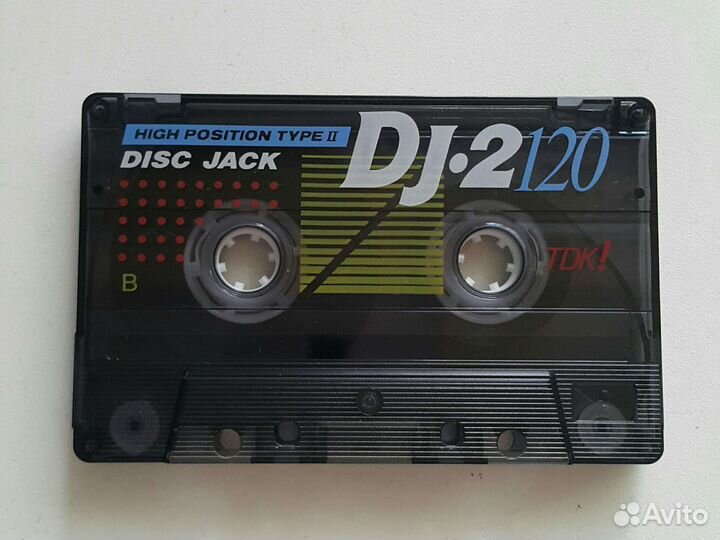 HIGH POSITION TYPE II
DISC JACK
DJ·2 120
TDK!
B
Avito